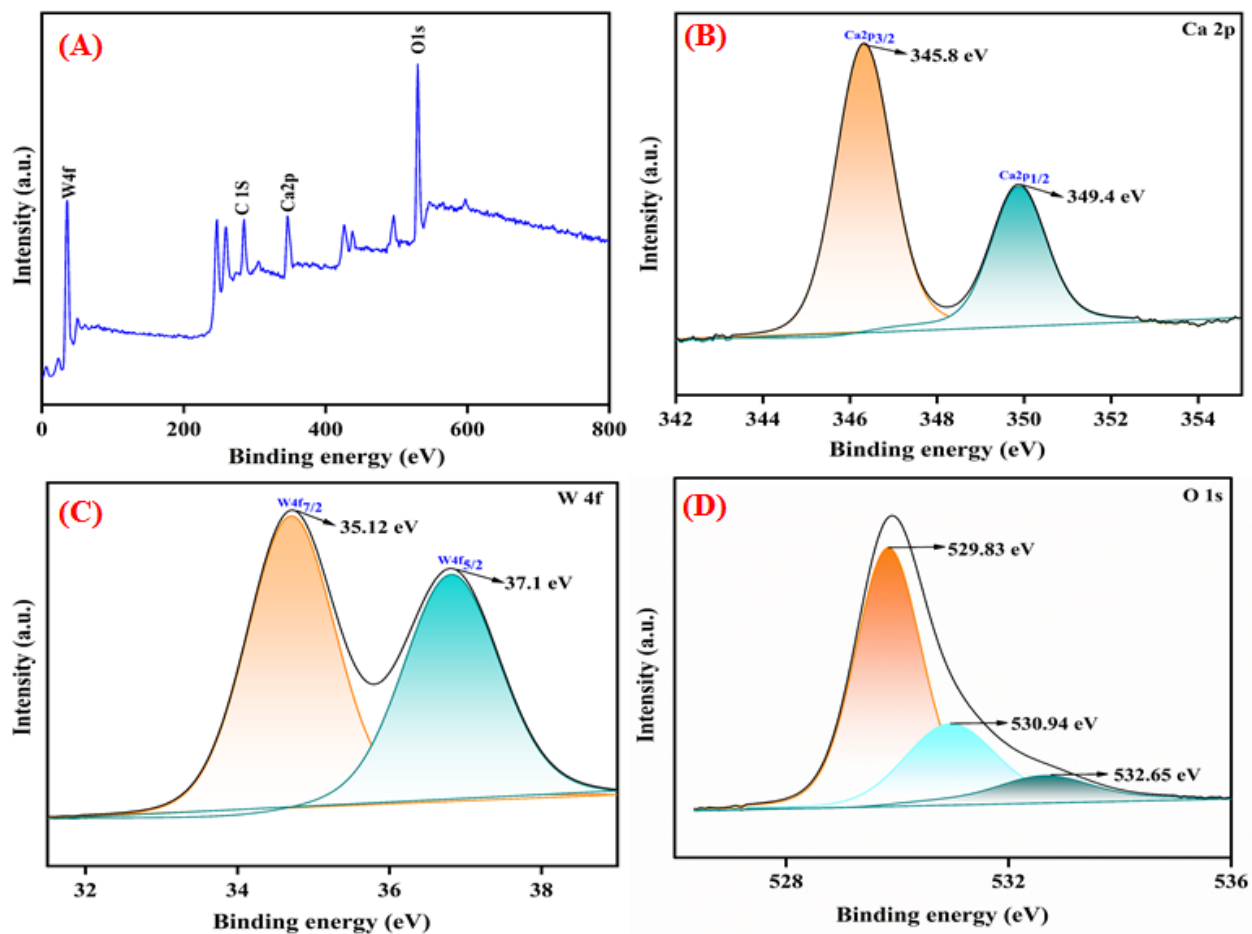 (A)
W4f
C 1S
Ca2p
O1s
Intensity (a.u.)
0 200 400 600 800
Binding energy (eV)
(B)
Ca 2p
Ca2p3/2
345.8 eV
Ca2p1/2
349.4 eV
Intensity (a.u.)
342 344 346 348 350 352 354
Binding energy (eV)
(C)
W 4f
W4f7/2
35.12 eV
W4f5/2
37.1 eV
Intensity (a.u.)
32 34 36 38
Binding energy (eV)
(D)
O 1s
529.83 eV
530.94 eV
532.65 eV
Intensity (a.u.)
528 532 536
Binding energy (eV)